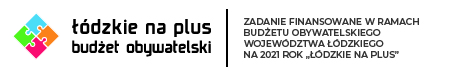 łódzkie na plus
budżet obywatelski
ZADANIE FINANSOWANE W RAMACH
BUDŻETU OBYWATELSKIEGO
WOJEWÓDZTWA ŁÓDZKIEGO
NA 2021 ROK „ŁÓDZKIE NA PLUS”